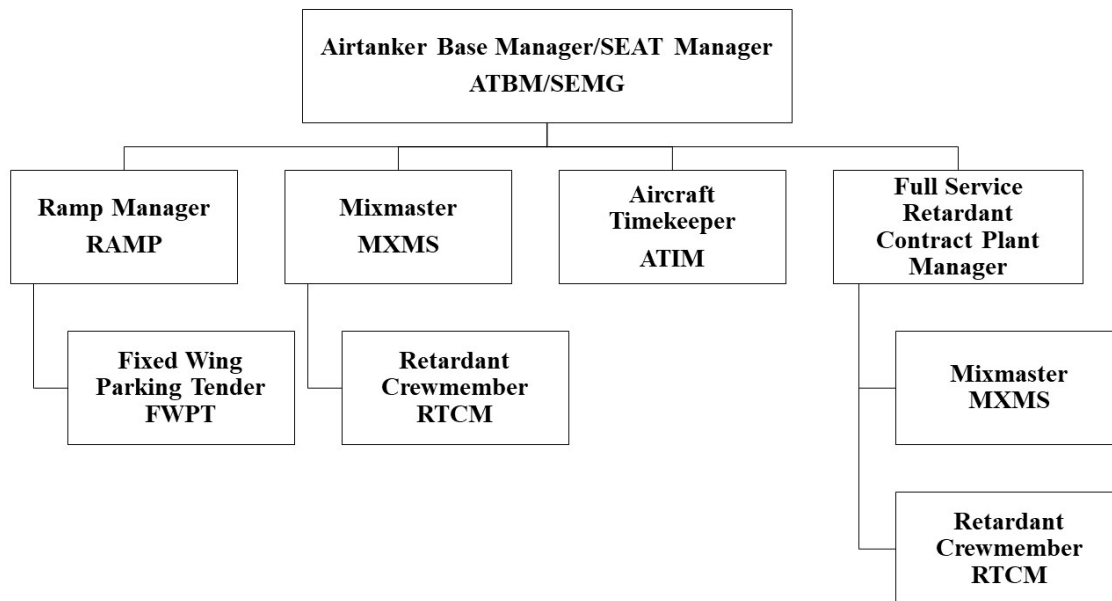 Airtanker Base Manager/SEAT Manager
ATBM/SEMG
Ramp Manager
RAMP
Mixmaster
MXMS
Aircraft
Timekeeper
ATIM
Full Service
Retardant
Contract Plant
Manager
Fixed Wing
Parking Tender
FWPT
Retardant
Crewmember
RTCM
Mixmaster
MXMS
Retardant
Crewmember
RTCM